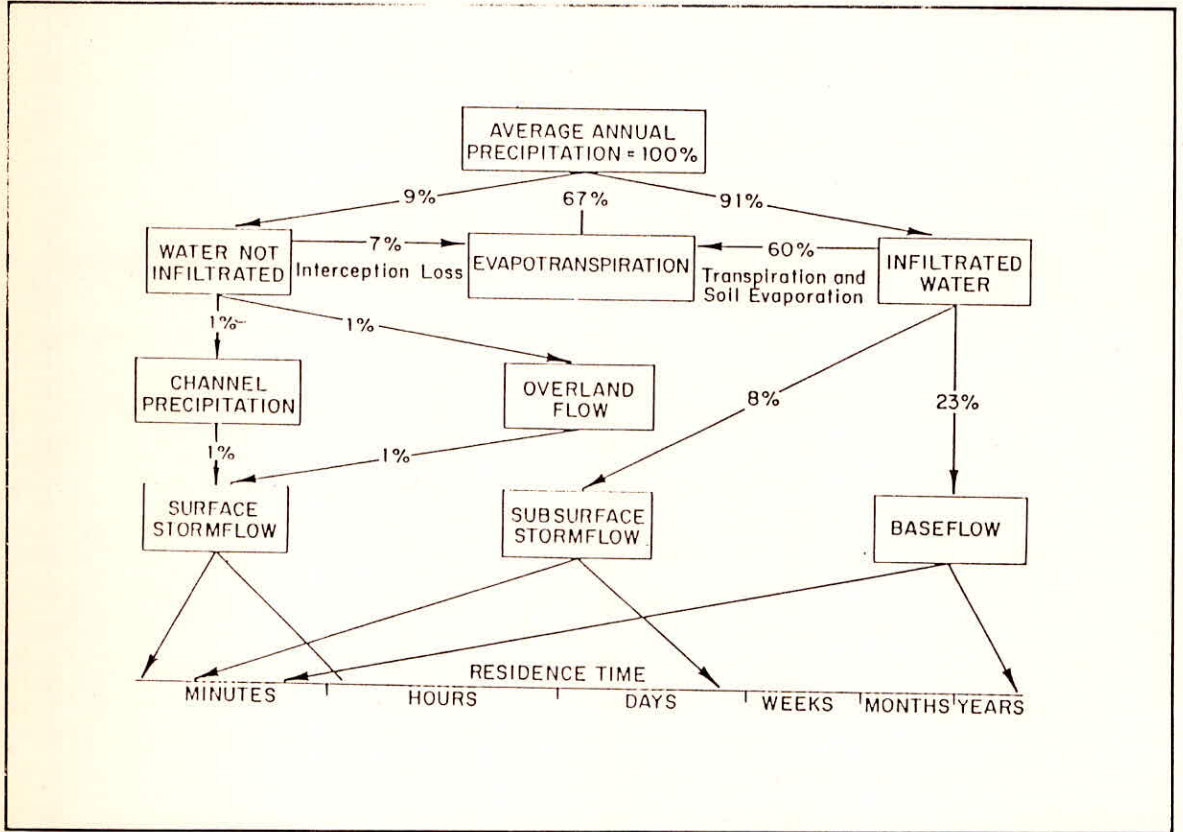 AVERAGE ANNUAL
PRECIPITATION = 100%
9%
67%
91%
WATER NOT
INFILTRATED
7%
Interception Loss
EVAPOTRANSPIRATION
60%
Transpiration and
Soil Evaporation
INFILTRATED
WATER
1%
1%
CHANNEL
PRECIPITATION
OVERLAND
FLOW
8%
23%
1%
1%
SURFACE
STORMFLOW
SUBSURFACE
STORMFLOW
BASEFLOW
RESIDENCE TIME
MINUTES
HOURS
DAYS
WEEKS
MONTHS
YEARS